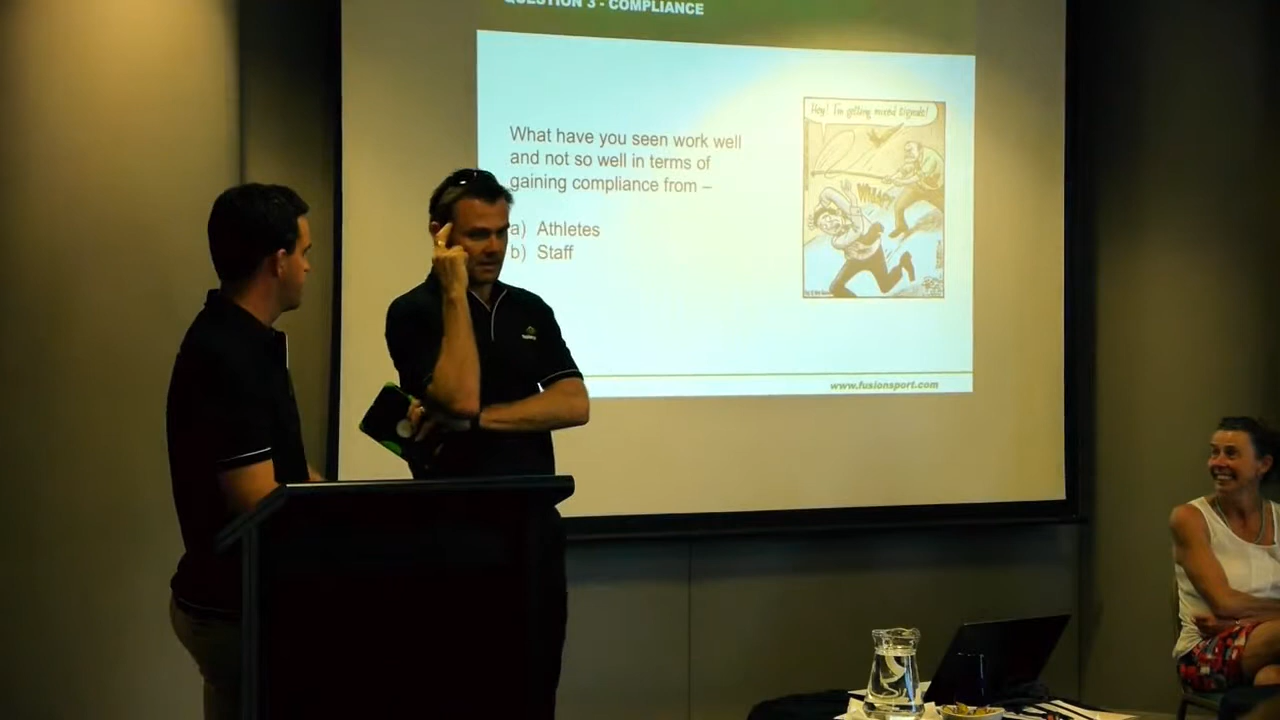 QUESTION 3 - COMPLIANCE
What have you seen work well
and not so well in terms of
gaining compliance from –
a) Athletes
b) Staff
Hey! I'm getting mixed signals!
www.fusionsport.com